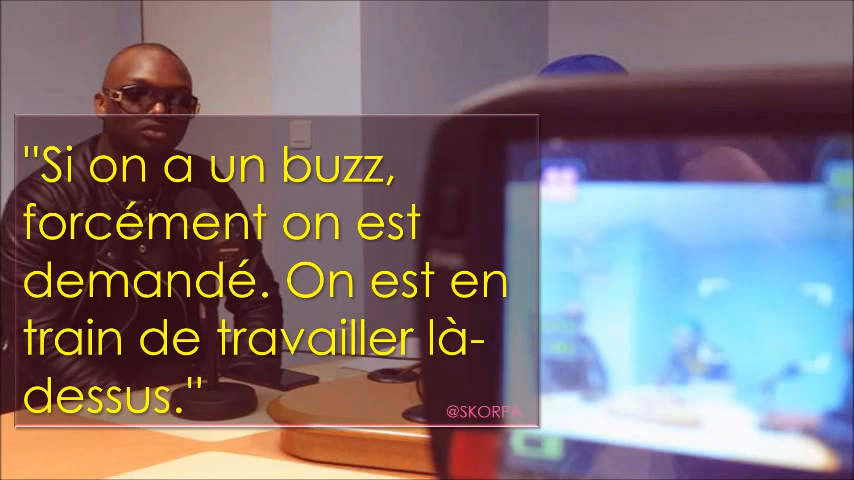 "Si on a un buzz,
forcément on est
demandé. On est en
train de travailler là-
dessus."
@SKORPA